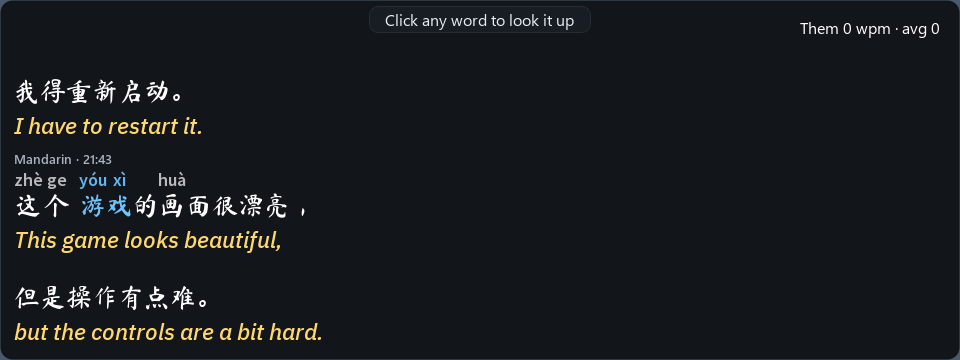 Click any word to look it up
Them 0 wpm · avg 0
我得重新启动。
I have to restart it.
Mandarin · 21:43
zhè ge yóu xì huà
这个 游戏的画面很漂亮，
This game looks beautiful,
但是操作有点难。
but the controls are a bit hard.